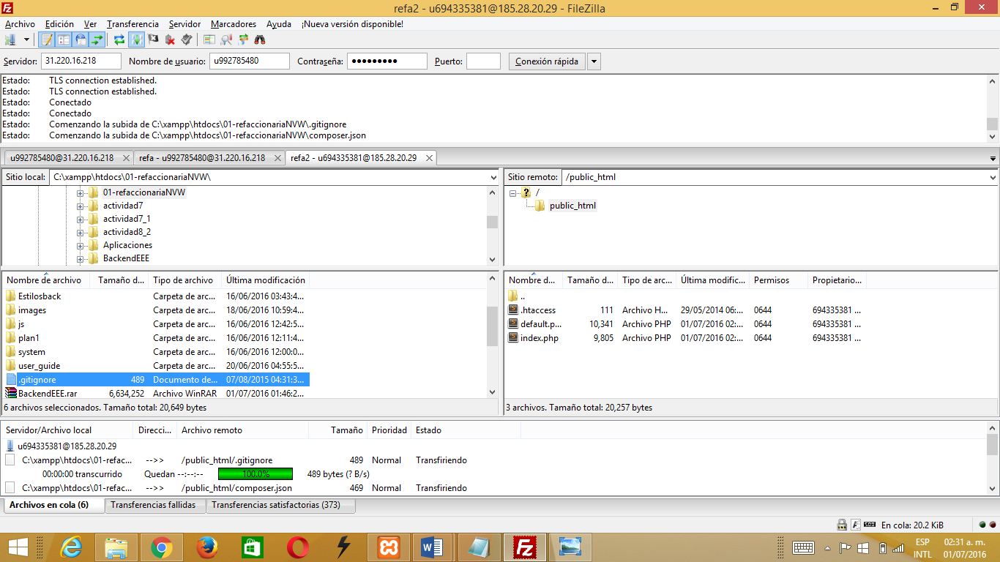 refa2 - u694335381@185.28.20.29 - FileZilla
Archivo Edición Ver Transferencia Servidor Marcadores Ayuda ¡Nueva versión disponible!
Servidor: 31.220.16.218 Nombre de usuario: u992785480 Contraseña: ●●●●●●●●● Puerto: Conexión rápida
Estado: TLS connection established.
Estado: TLS connection established.
Estado: Conectado
Estado: Conectado
Estado: Comenzando la subida de C:\xampp\htdocs\01-refaccionariaNVW\.gitignore
Estado: Comenzando la subida de C:\xampp\htdocs\01-refaccionariaNVW\composer.json
u992785480@31.220.16.218 refa - u992785480@31.220.16.218 refa2 - u694335381@185.28.20.29
Sitio local: C:\xampp\htdocs\01-refaccionariaNVW\
01-refaccionariaNVW
actividad7
actividad7_1
actividad8_2
Aplicaciones
BackendEEE
Sitio remoto: /public_html
/
public_html
Nombre de archivo Tamaño d... Tipo de archivo Última modificación
Estilosback Carpeta de arc... 16/06/2016 03:43:4...
images Carpeta de arc... 18/06/2016 10:59:4...
js Carpeta de arc... 16/06/2016 12:42:5...
plan1 Carpeta de arc... 16/06/2016 12:11:4...
system Carpeta de arc... 16/06/2016 12:00:0...
user_guide Carpeta de arc... 20/06/2016 04:55:5...
.gitignore 489 Documento de... 07/08/2015 04:31:3...
BackendEEE.rar 6,634,252 Archivo WinRAR 01/07/2016 01:46:2...
6 archivos seleccionados. Tamaño total: 20,649 bytes
Nombre d... Tamaño d... Tipo de arc... Última modific... Permisos Propietario...
..
.htaccess 111 Archivo H... 29/05/2014 06:... 0644 694335381 ...
default.p... 10,341 Archivo PHP 01/07/2016 02:... 0644 694335381 ...
index.php 9,805 Archivo PHP 01/07/2016 02:... 0644 694335381 ...
3 archivos. Tamaño total: 20,257 bytes
Servidor/Archivo local Direcci... Archivo remoto Tamaño Prioridad Estado
u694335381@185.28.20.29
C:\xampp\htdocs\01-refac... -->> /public_html/.gitignore 489 Normal Transfiriendo
00:00:00 transcurrido Quedan --:--:-- 100.0% 489 bytes (? B/s)
C:\xampp\htdocs\01-refac... -->> /public_html/composer.json 469 Normal Transfiriendo
Archivos en cola (6) Transferencias fallidas Transferencias satisfactorias (373)
En cola: 20.2 KiB
ESP 02:31 a. m.
INTL 01/07/2016